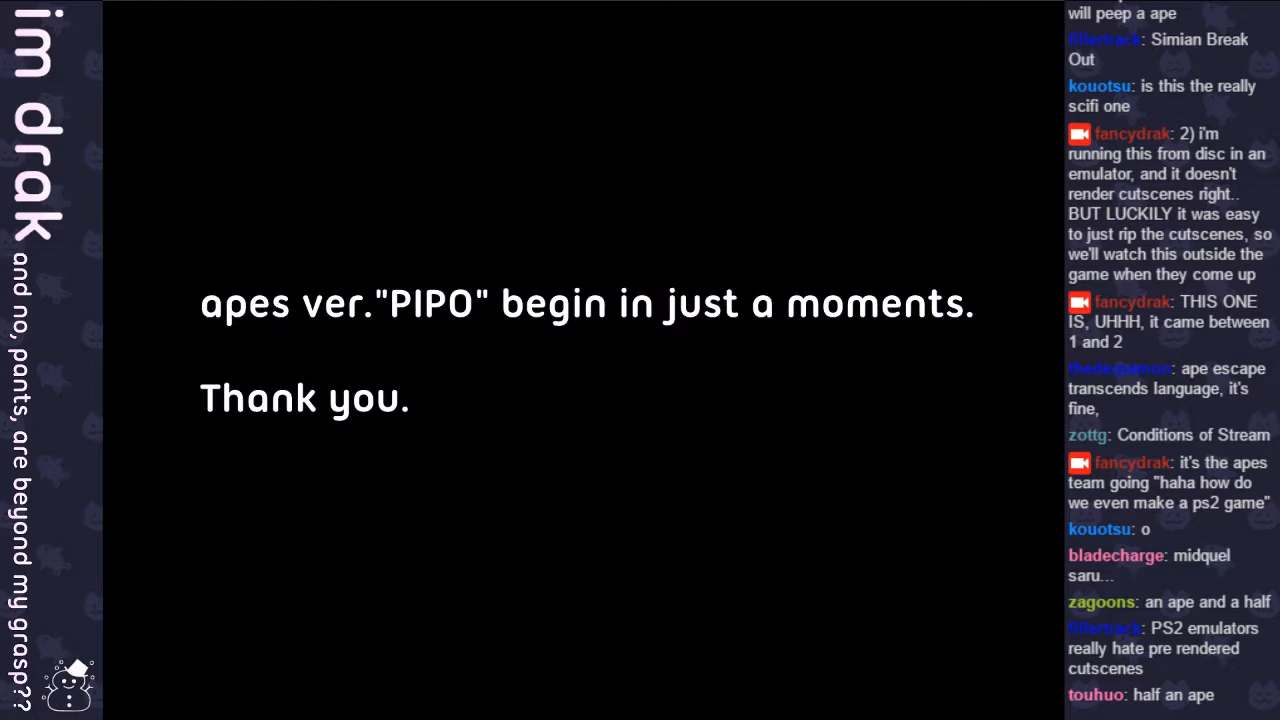 im drak
and no, pants, are beyond my grasp??
apes ver."PIPO" begin in just a moments.
Thank you.
will peep a ape
fillertrack: Simian Break
Out
kouotsu: is this the really
scifi one
fancydrak: 2) i'm
running this from disc in an
emulator, and it doesn't
render cutscenes right..
BUT LUCKILY it was easy
to just rip the cutscenes, so
we'll watch this outside the
game when they come up
fancydrak: THIS ONE
IS, UHHH, it came between
1 and 2
ape escape
transcends language, it's
fine,
zottg: Conditions of Stream
fancydrak: it's the apes
team going "haha how do
we even make a ps2 game"
kouotsu: o
bladecharge: midquel
saru...
zagoons: an ape and a half
fillertrack: PS2 emulators
really hate pre rendered
cutscenes
touhuo: half an ape